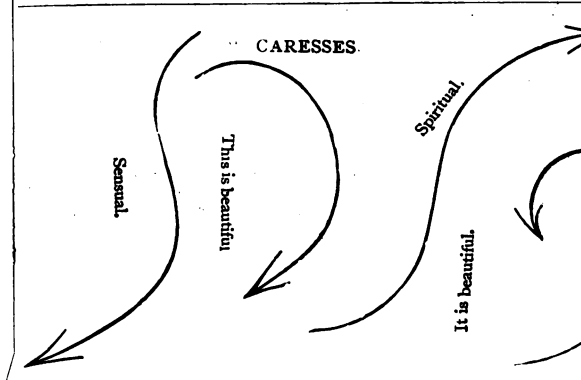 CARESSES.
Sensual.
This is beautiful
Spiritual.
It is beautiful.